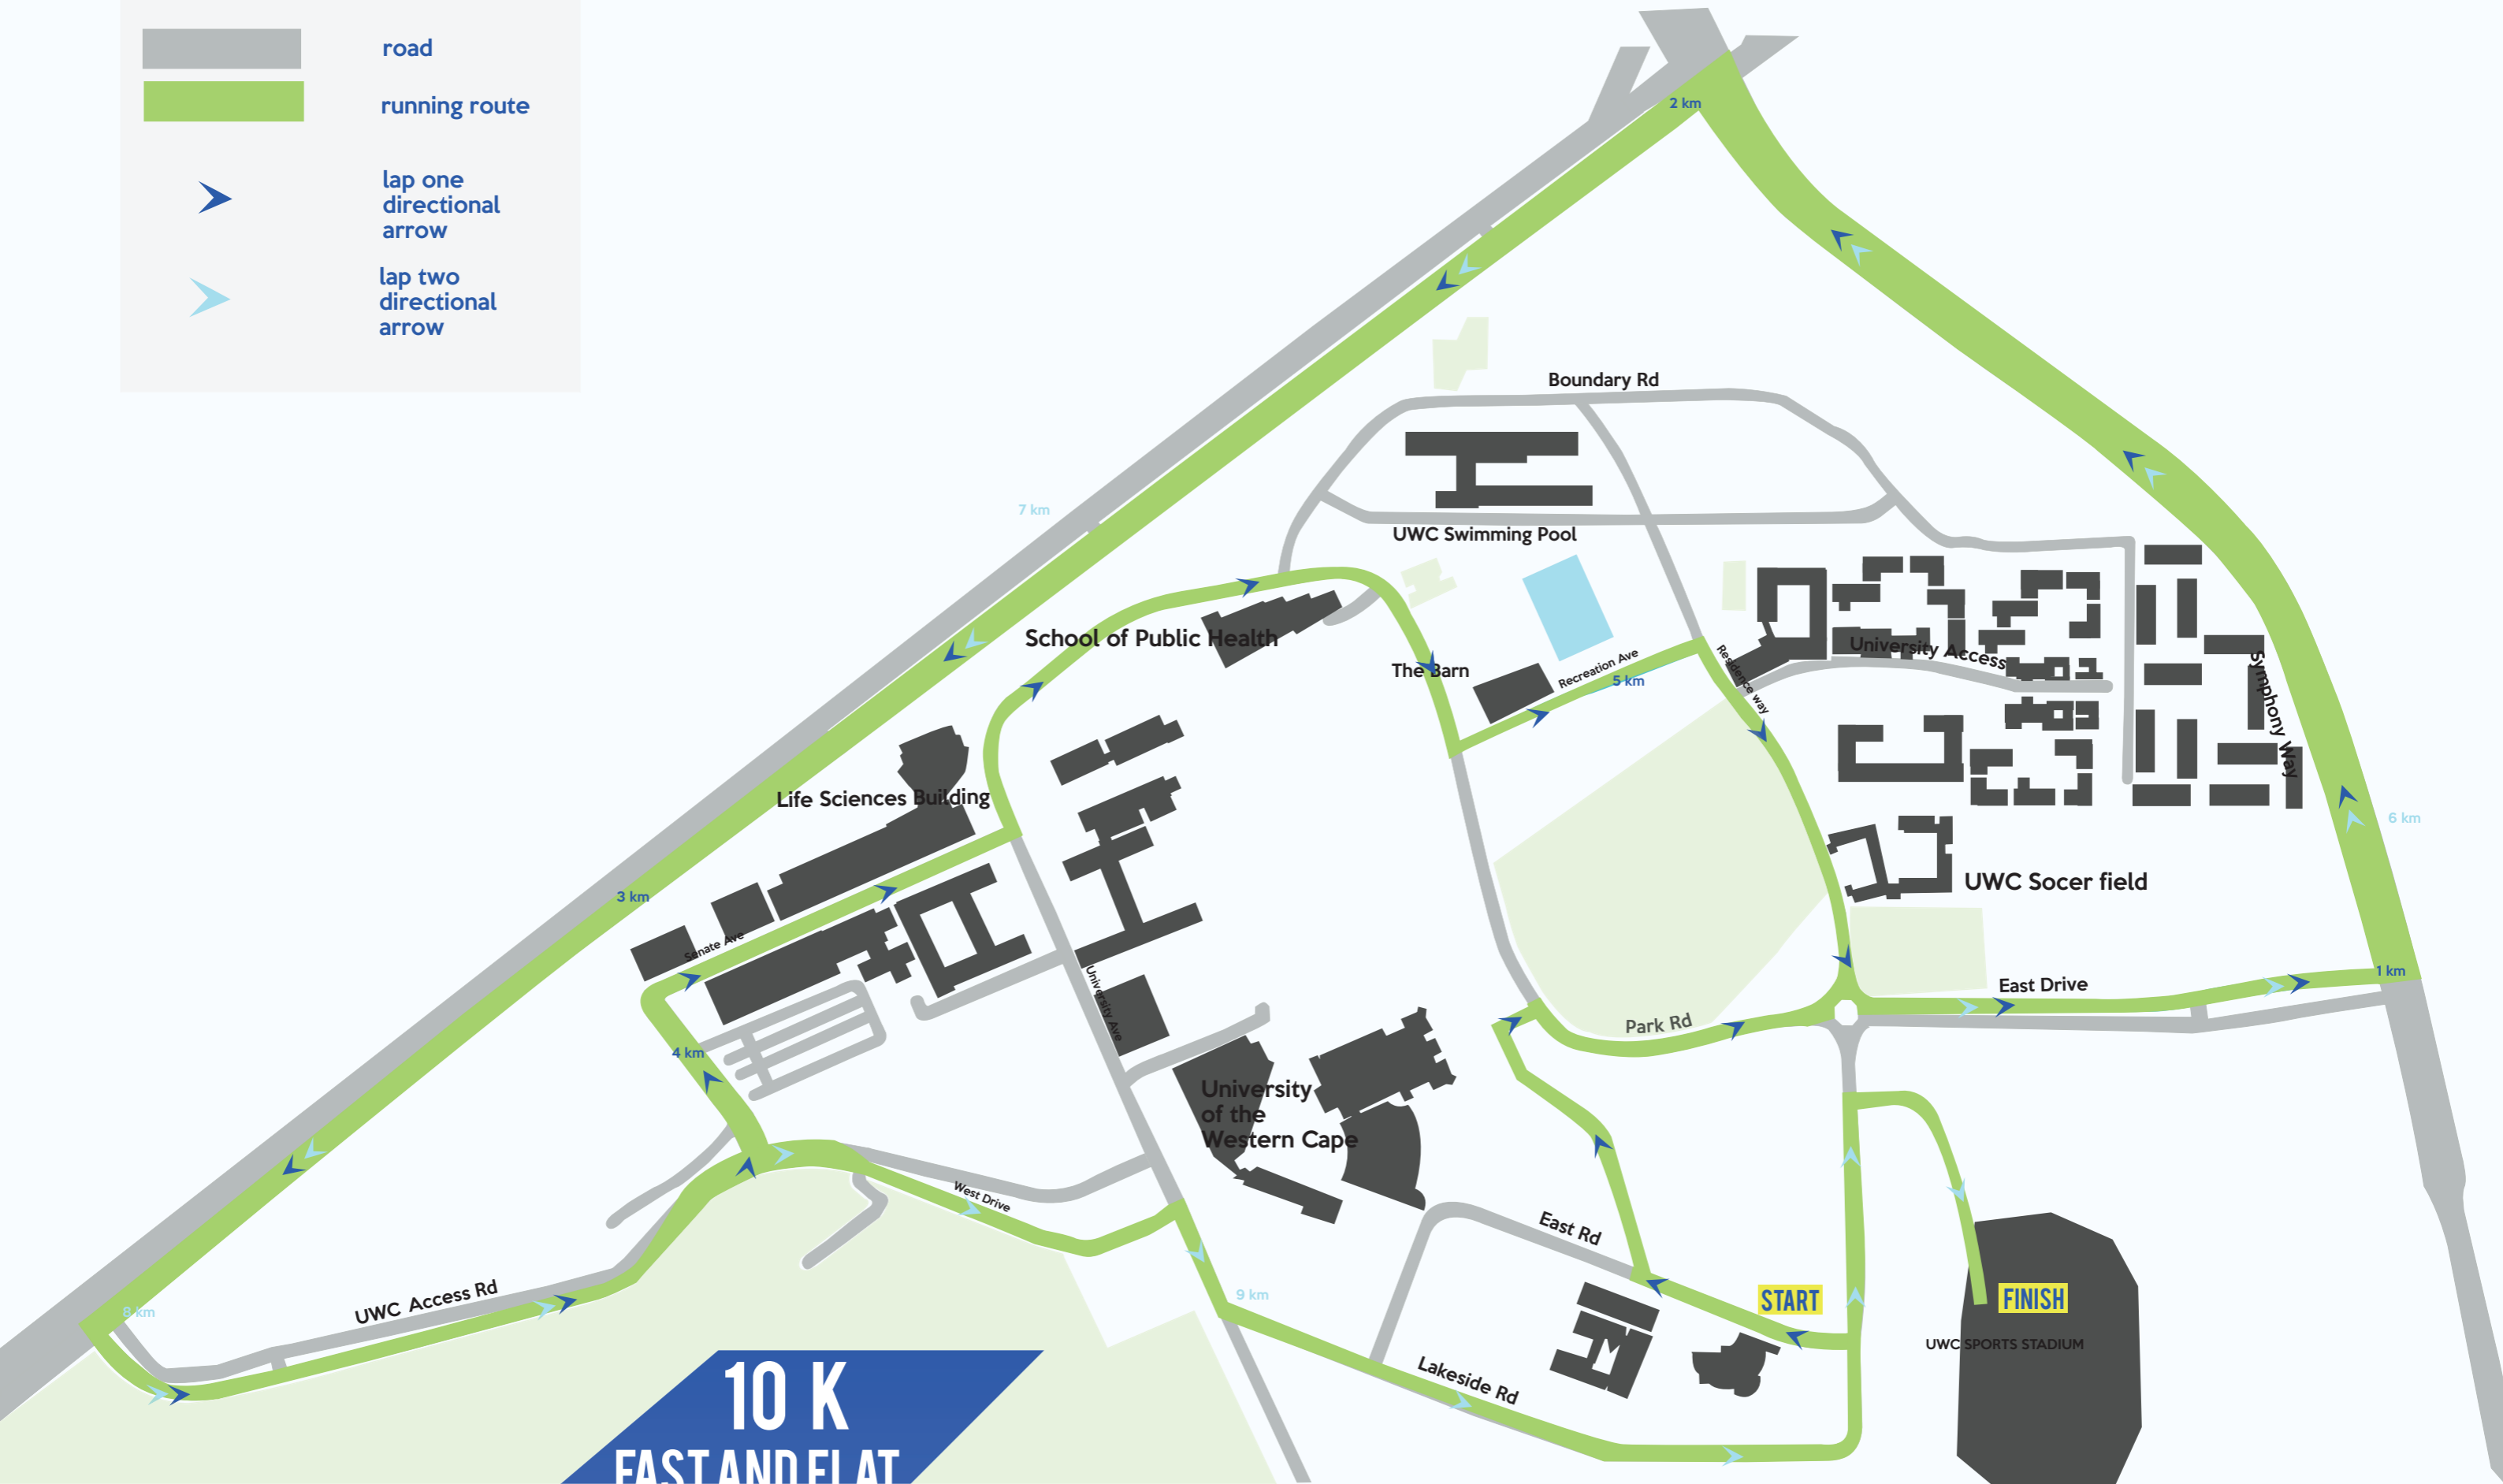 road
running route
lap one
directional
arrow
lap two
directional
arrow
2 km
Boundary Rd
7 km
UWC Swimming Pool
School of Public Health
The Barn
Recreation Ave
5 km
Residence way
University Access
Symphony Way
Life Sciences Building
6 km
3 km
UWC Socer field
Senate Ave
University Ave
1 km
East Drive
Park Rd
4 km
University
of the
Western Cape
West Drive
East Rd
UWC Access Rd
8 km
9 km
START
FINISH
UWC SPORTS STADIUM
Lakeside Rd
10 K
FAST AND FLAT